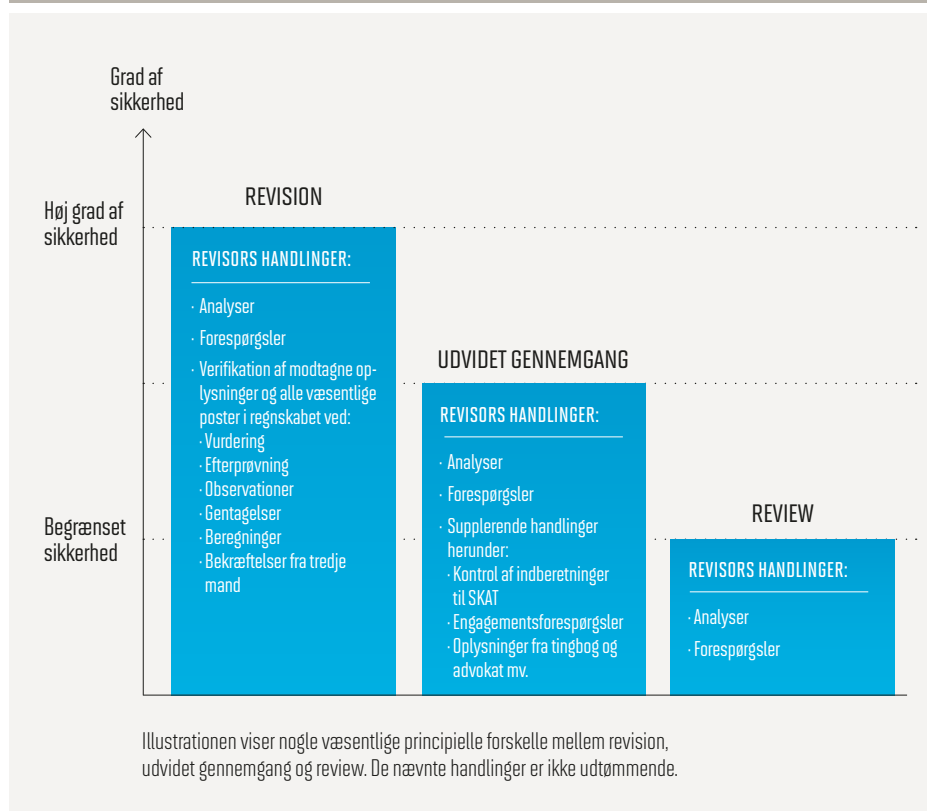 Grad af
sikkerhed
Høj grad af
sikkerhed
Begrænset
sikkerhed
REVISION
REVISORS HANDLINGER:
· Analyser
· Forespørgsler
· Verifikation af modtagne op-
lysninger og alle væsentlige
poster i regnskabet ved:
· Vurdering
· Efterprøvning
· Observationer
· Gentagelser
· Beregninger
· Bekræftelser fra tredje
mand
UDVIDET GENNEMGANG
REVISORS HANDLINGER:
· Analyser
· Forespørgsler
· Supplerende handlinger
herunder:
· Kontrol af indberetninger
til SKAT
· Engagementsforespørgsler
· Oplysninger fra tingbog og
advokat mv.
REVIEW
REVISORS HANDLINGER:
· Analyser
· Forespørgsler
Illustrationen viser nogle væsentlige principielle forskelle mellem revision,
udvidet gennemgang og review. De nævnte handlinger er ikke udtømmende.